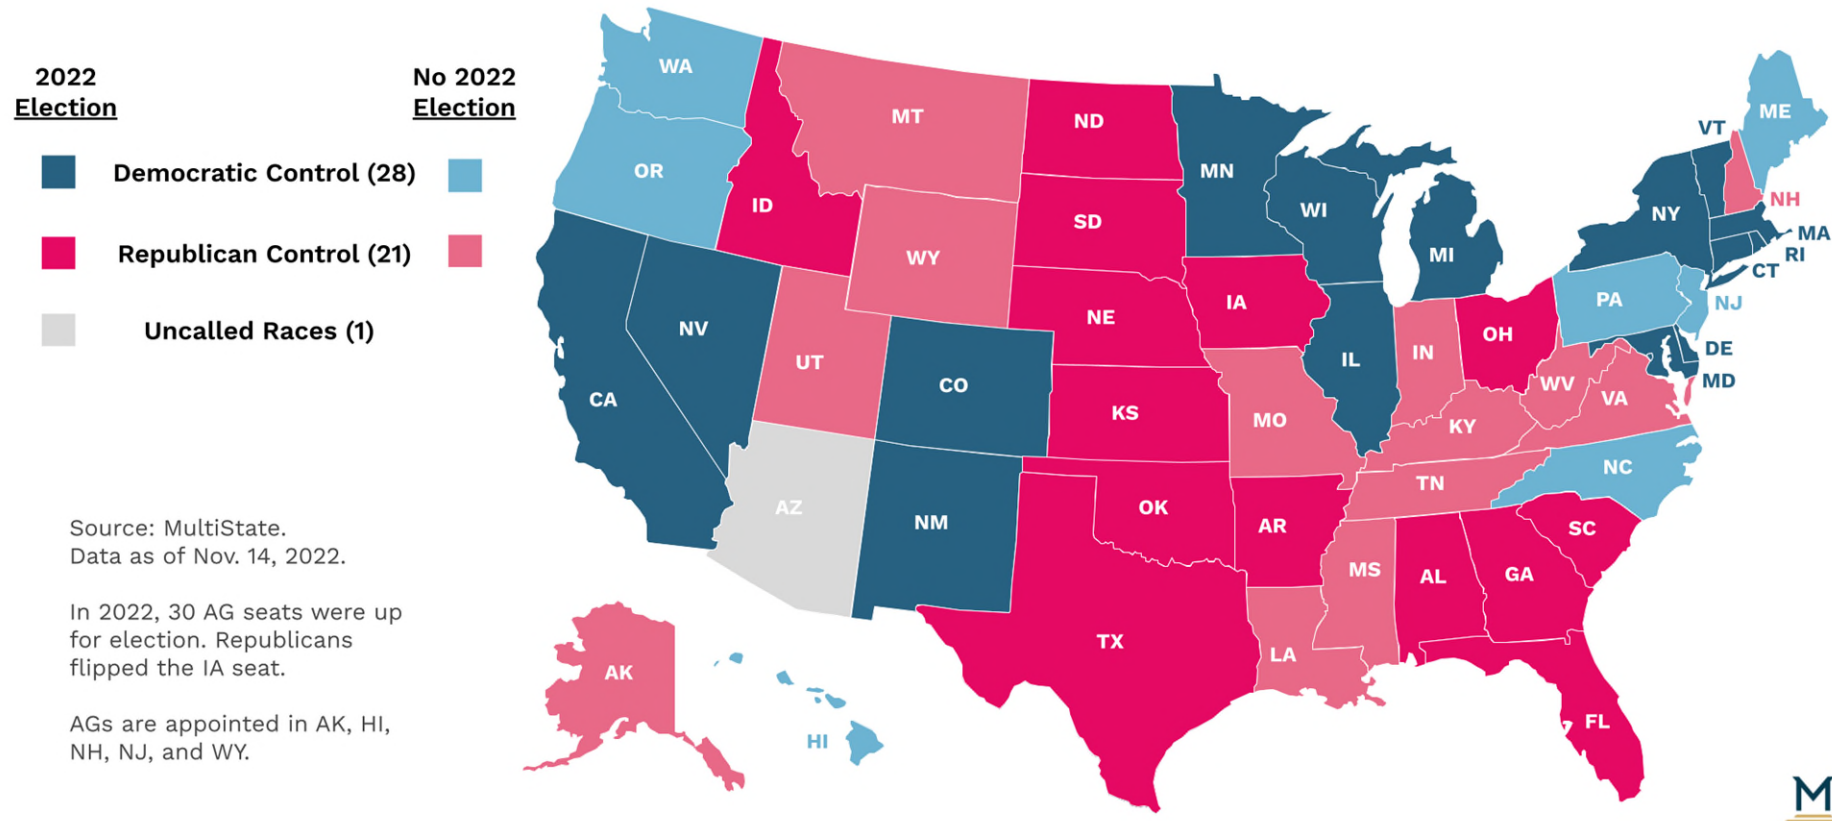 2022
Election
No 2022
Election
Democratic Control (28)
Republican Control (21)
Uncalled Races (1)
Source: MultiState.
Data as of Nov. 14, 2022.
In 2022, 30 AG seats were up
for election. Republicans
flipped the IA seat.
AGs are appointed in AK, HI,
NH, NJ, and WY.
WA
OR
ID
MT
WY
ND
SD
NE
MN
WI
MI
IA
NY
VT
ME
NH
MA
RI
CT
PA
NJ
DE
MD
CA
NV
UT
CO
KS
MO
IL
IN
OH
WV
VA
KY
NC
TN
AZ
NM
OK
AR
SC
MS
AL
GA
TX
LA
FL
AK
HI
M